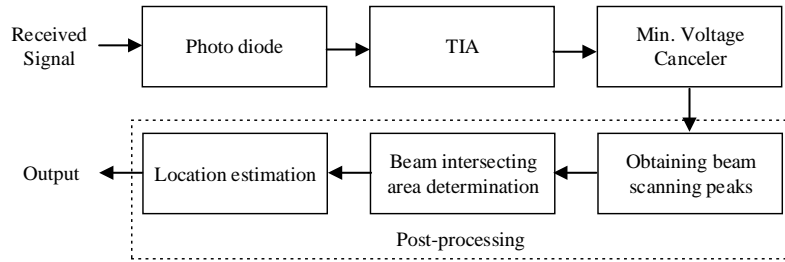 Received
Signal
Photo diode
TIA
Min. Voltage
Canceler
Obtaining beam
scanning peaks
Beam intersecting
area determination
Location estimation
Output
Post-processing